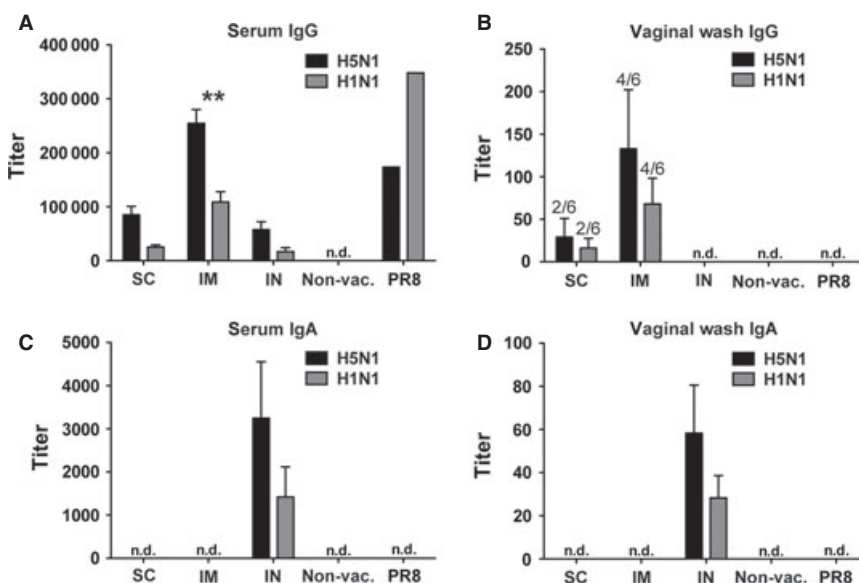 A
Serum IgG
H5N1
H1N1
Titer
400 000
300 000
200 000
100 000
0
**
n.d.
SC IM IN Non-vac. PR8
B
Vaginal wash IgG
H5N1
H1N1
Titer
250
200
150
100
50
0
2/6
2/6
4/6
4/6
n.d. n.d. n.d.
SC IM IN Non-vac. PR8
C
Serum IgA
H5N1
H1N1
Titer
5000
4000
3000
2000
1000
0
n.d. n.d. n.d. n.d.
SC IM IN Non-vac. PR8
D
Vaginal wash IgA
H5N1
H1N1
Titer
100
80
60
40
20
0
n.d. n.d. n.d. n.d.
SC IM IN Non-vac. PR8